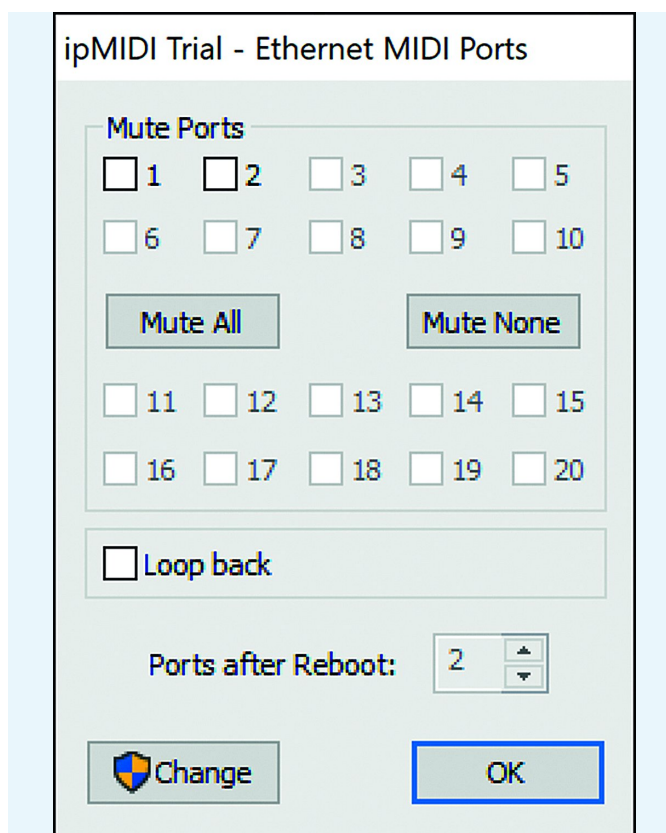 ipMIDI Trial - Ethernet MIDI Ports
Mute Ports
1 2 3 4 5
6 7 8 9 10
Mute All Mute None
11 12 13 14 15
16 17 18 19 20
Loop back
Ports after Reboot: 2
Change OK